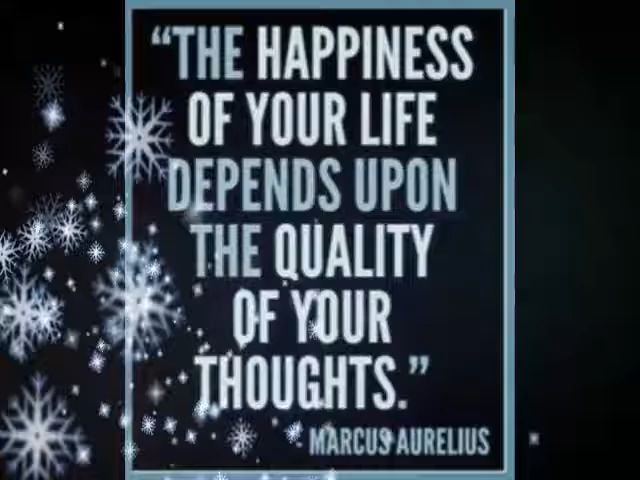 “THE HAPPINESS
OF YOUR LIFE
DEPENDS UPON
THE QUALITY
OF YOUR
THOUGHTS.”
- MARCUS AURELIUS